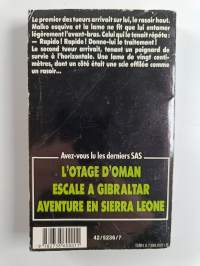 Le premier des tueurs arrivait sur lui, le rasoir haut.
Malko esquiva et la lame ne fit que lui entamer
légèrement l'avant-bras. Celui qui le tenait répéta :
— Rapido ! Rapido ! Donne-lui le traitement !
Le second tueur arrivait, tenant un poignard de
survie à l'horizontale. Une lame de vingt centi-
mètres, dont un côté était une scie effilée comme
un rasoir...
Avez-vous lu les derniers SAS
L'OTAGE D'OMAN
ESCALE A GIBRALTAR
AVENTURE EN SIERRA LEONE
42/5236/7